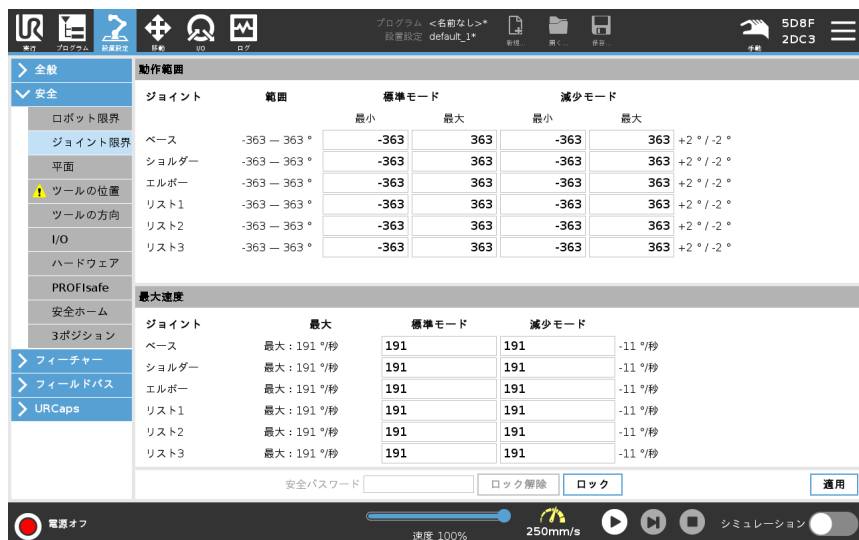 UR
実行
プログラム
設置設定
移動
I/O
ログ
プログラム <名前なし>*
設置設定 default_1*
新規...
開く...
保存...
手動
5D8F
2DC3
全般
安全
ロボット限界
ジョイント限界
平面
ツールの位置
ツールの方向
I/O
ハードウェア
PROFIsafe
安全ホーム
3ポジション
フィーチャー
フィールドバス
URCaps
動作範囲
ジョイント 範囲 標準モード 減少モード
最小 最大 最小 最大
ベース -363 — 363 ° -363 363 -363 363 +2 ° / -2 °
ショルダー -363 — 363 ° -363 363 -363 363 +2 ° / -2 °
エルボー -363 — 363 ° -363 363 -363 363 +2 ° / -2 °
リスト1 -363 — 363 ° -363 363 -363 363 +2 ° / -2 °
リスト2 -363 — 363 ° -363 363 -363 363 +2 ° / -2 °
リスト3 -363 — 363 ° -363 363 -363 363 +2 ° / -2 °
最大速度
ジョイント 最大 標準モード 減少モード
ベース 最大：191 °/秒 191 191 -11 °/秒
ショルダー 最大：191 °/秒 191 191 -11 °/秒
エルボー 最大：191 °/秒 191 191 -11 °/秒
リスト1 最大：191 °/秒 191 191 -11 °/秒
リスト2 最大：191 °/秒 191 191 -11 °/秒
リスト3 最大：191 °/秒 191 191 -11 °/秒
安全パスワード ロック解除 ロック 適用
電源オフ
速度 100%
250mm/s
シミュレーション